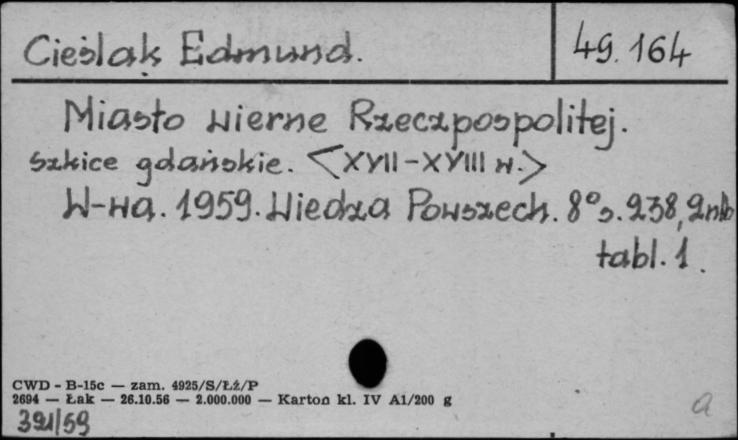 Cieślak Edmund.
49.164
Miasto wierne Rzeczpospolitej.
Szkice gdańskie. <XVII-XVIII w.>
W-wa. 1959. Wiedza Powszech. 8° s. 238, 2nlb
tabl. 1.
CWD - B-15c — zam. 4925/S/Łź/P
2694 — Łak — 26.10.56 — 2.000.000 — Karton kl. IV A1/200 g
391/59
a